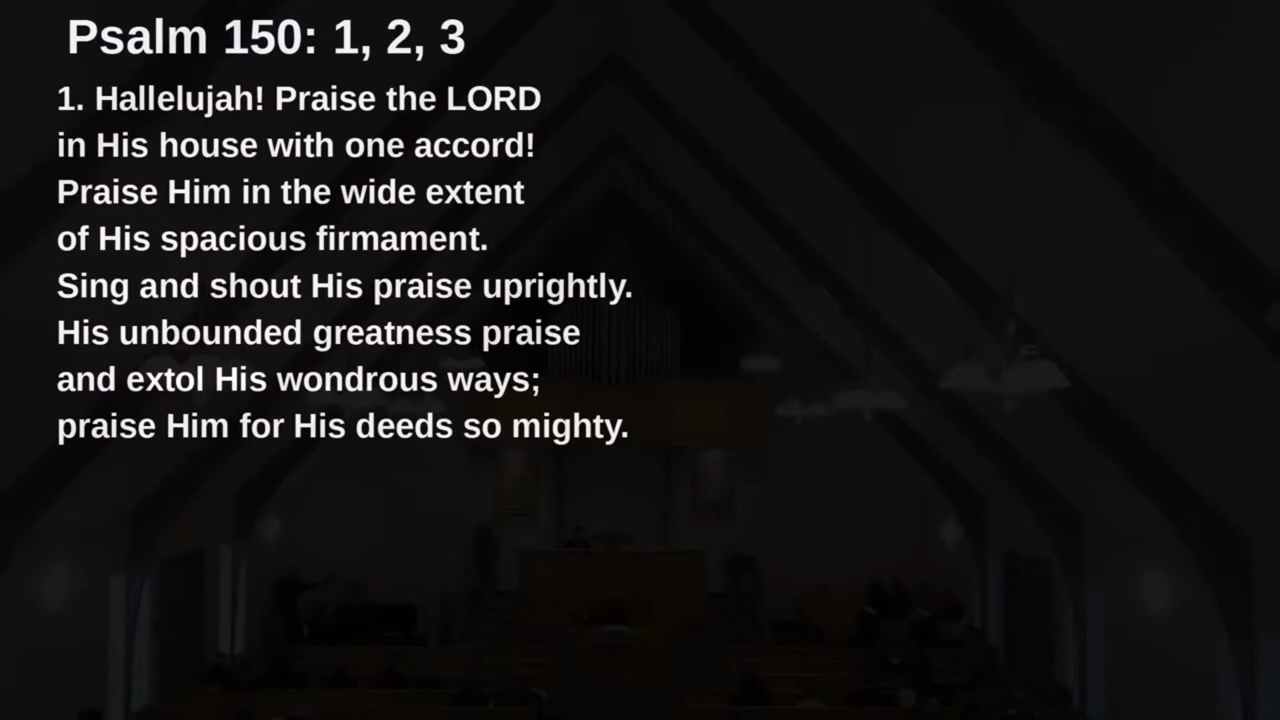 Psalm 150: 1, 2, 3
1. Hallelujah! Praise the LORD
in His house with one accord!
Praise Him in the wide extent
of His spacious firmament.
Sing and shout His praise uprightly.
His unbounded greatness praise
and extol His wondrous ways;
praise Him for His deeds so mighty.